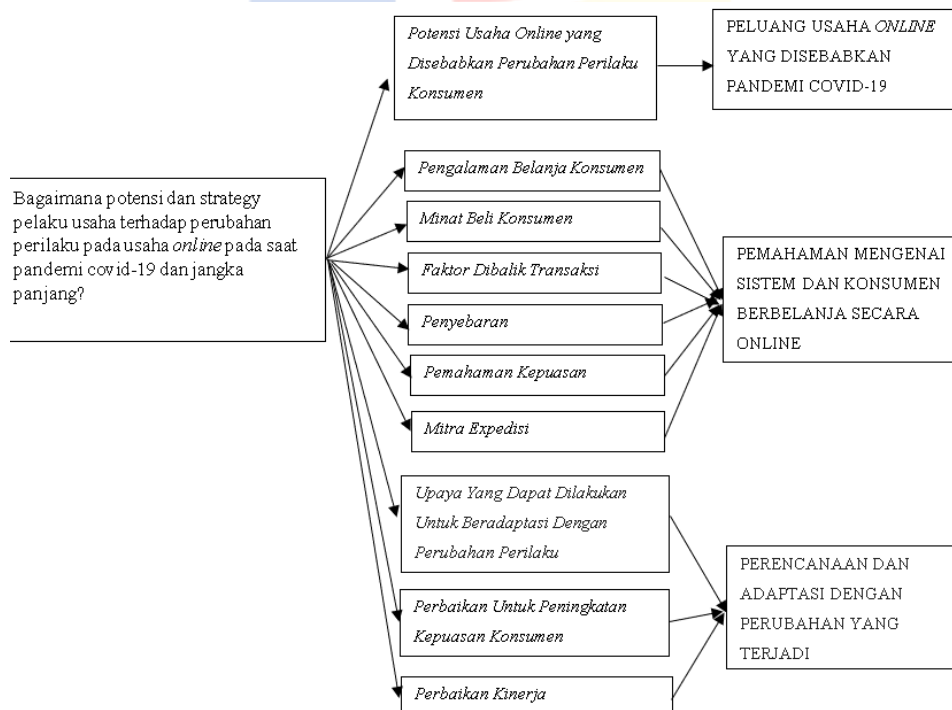 Potensi Usaha Online yang
Disebabkan Perubahan Perilaku
Konsumen
PELUANG USAHA ONLINE
YANG DISEBABKAN
PANDEMI COVID-19
Bagaimana potensi dan strategy
pelaku usaha terhadap perubahan
perilaku pada usaha online pada saat
pandemi covid-19 dan jangka
panjang?
Pengalaman Belanja Konsumen
Minat Beli Konsumen
Faktor Dibalik Transaksi
Penyebaran
Pemahaman Kepuasan
Mitra Expedisi
PEMAHAMAN MENGENAI
SISTEM DAN KONSUMEN
BERBELANJA SECARA
ONLINE
Upaya Yang Dapat Dilakukan
Untuk Beradaptasi Dengan
Perubahan Perilaku
Perbaikan Untuk Peningkatan
Kepuasan Konsumen
Perbaikan Kinerja
PERENCANAAN DAN
ADAPTASI DENGAN
PERUBAHAN YANG
TERJADI